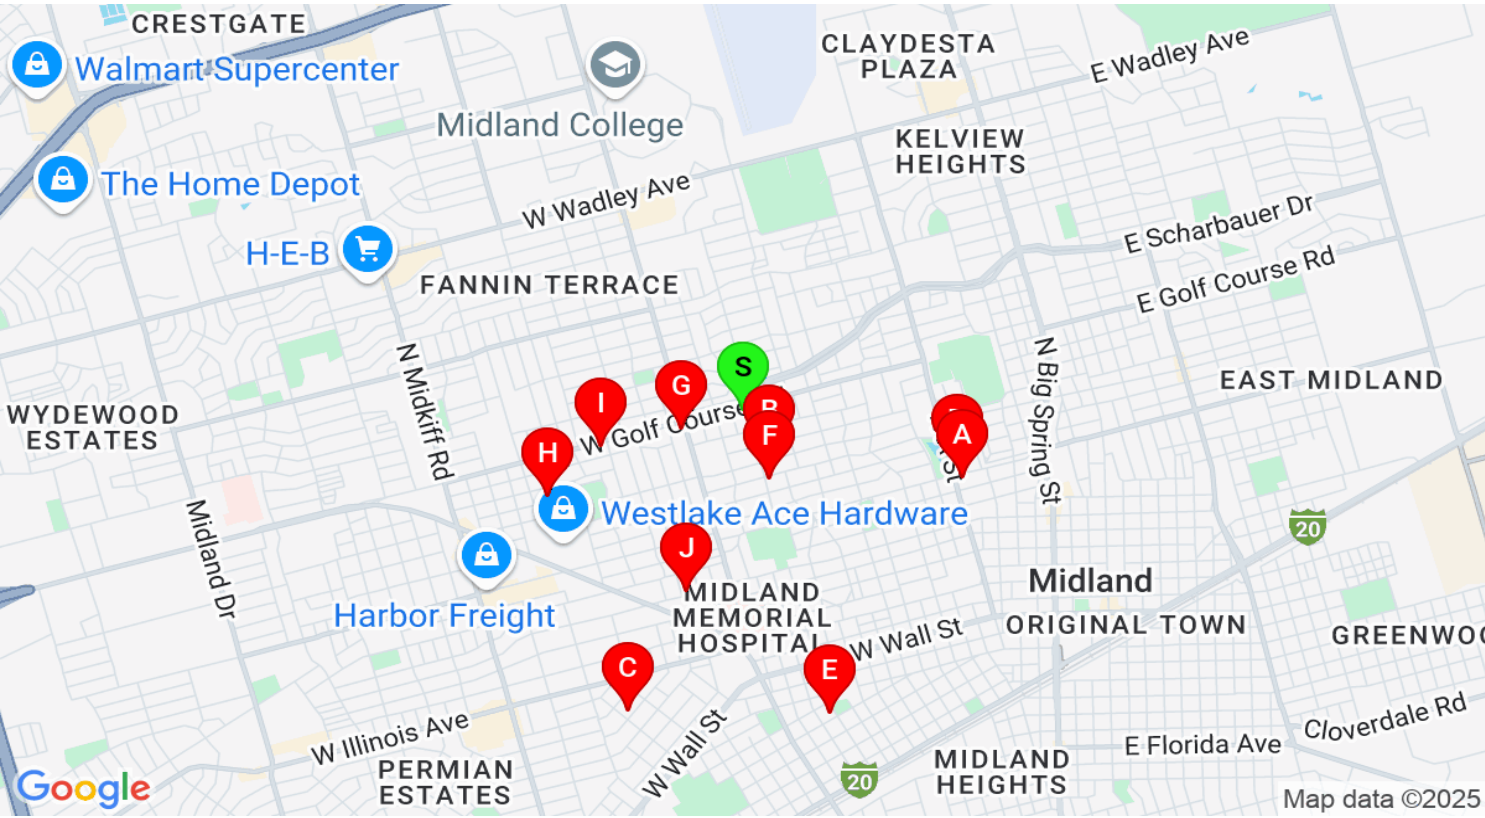 CRESTGATE
Walmart Supercenter
CLAYDESTA
PLAZA
E Wadley Ave
Midland College
KELVIEW
HEIGHTS
The Home Depot
W Wadley Ave
E Scharbauer Dr
H-E-B
FANNIN TERRACE
E Golf Course Rd
N Midkiff Rd
S
G
I
B
F
A
H
W Golf Course
N Big Spring St
EAST MIDLAND
WYDEWOOD
ESTATES
St
Midland Dr
Westlake Ace Hardware
20
J
MIDLAND
MEMORIAL
HOSPITAL
Midland
ORIGINAL TOWN
Harbor Freight
GREENWOO
W Wall St
C
E
W Illinois Ave
W Wall St
Cloverdale Rd
E Florida Ave
PERMIAN
ESTATES
20
MIDLAND
HEIGHTS
Google
Map data ©2025